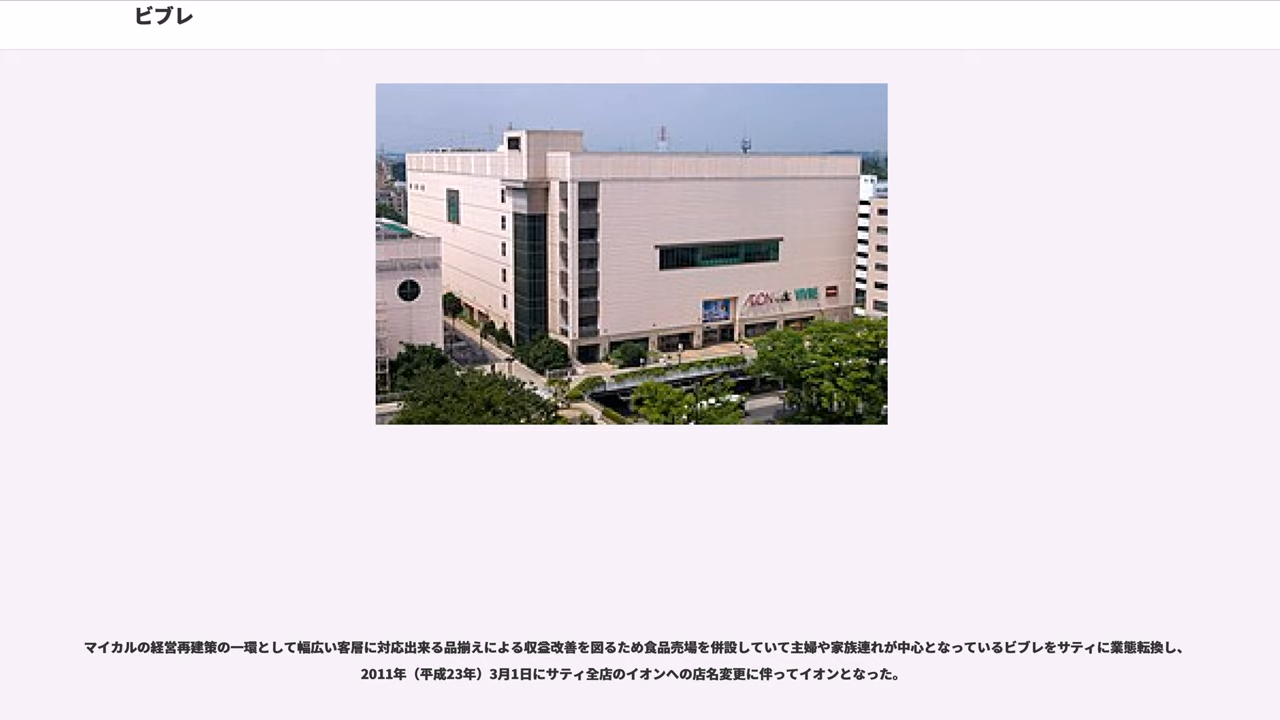 ビブレ
ÆON VIVRE
マイカルの経営再建策の一環として幅広い客層に対応出来る品揃えによる収益改善を図るため食品売場を併設していて主婦や家族連れが中心となっているビブレをサティに業態転換し、
2011年（平成23年）3月1日にサティ全店のイオンへの店名変更に伴ってイオンとなった。